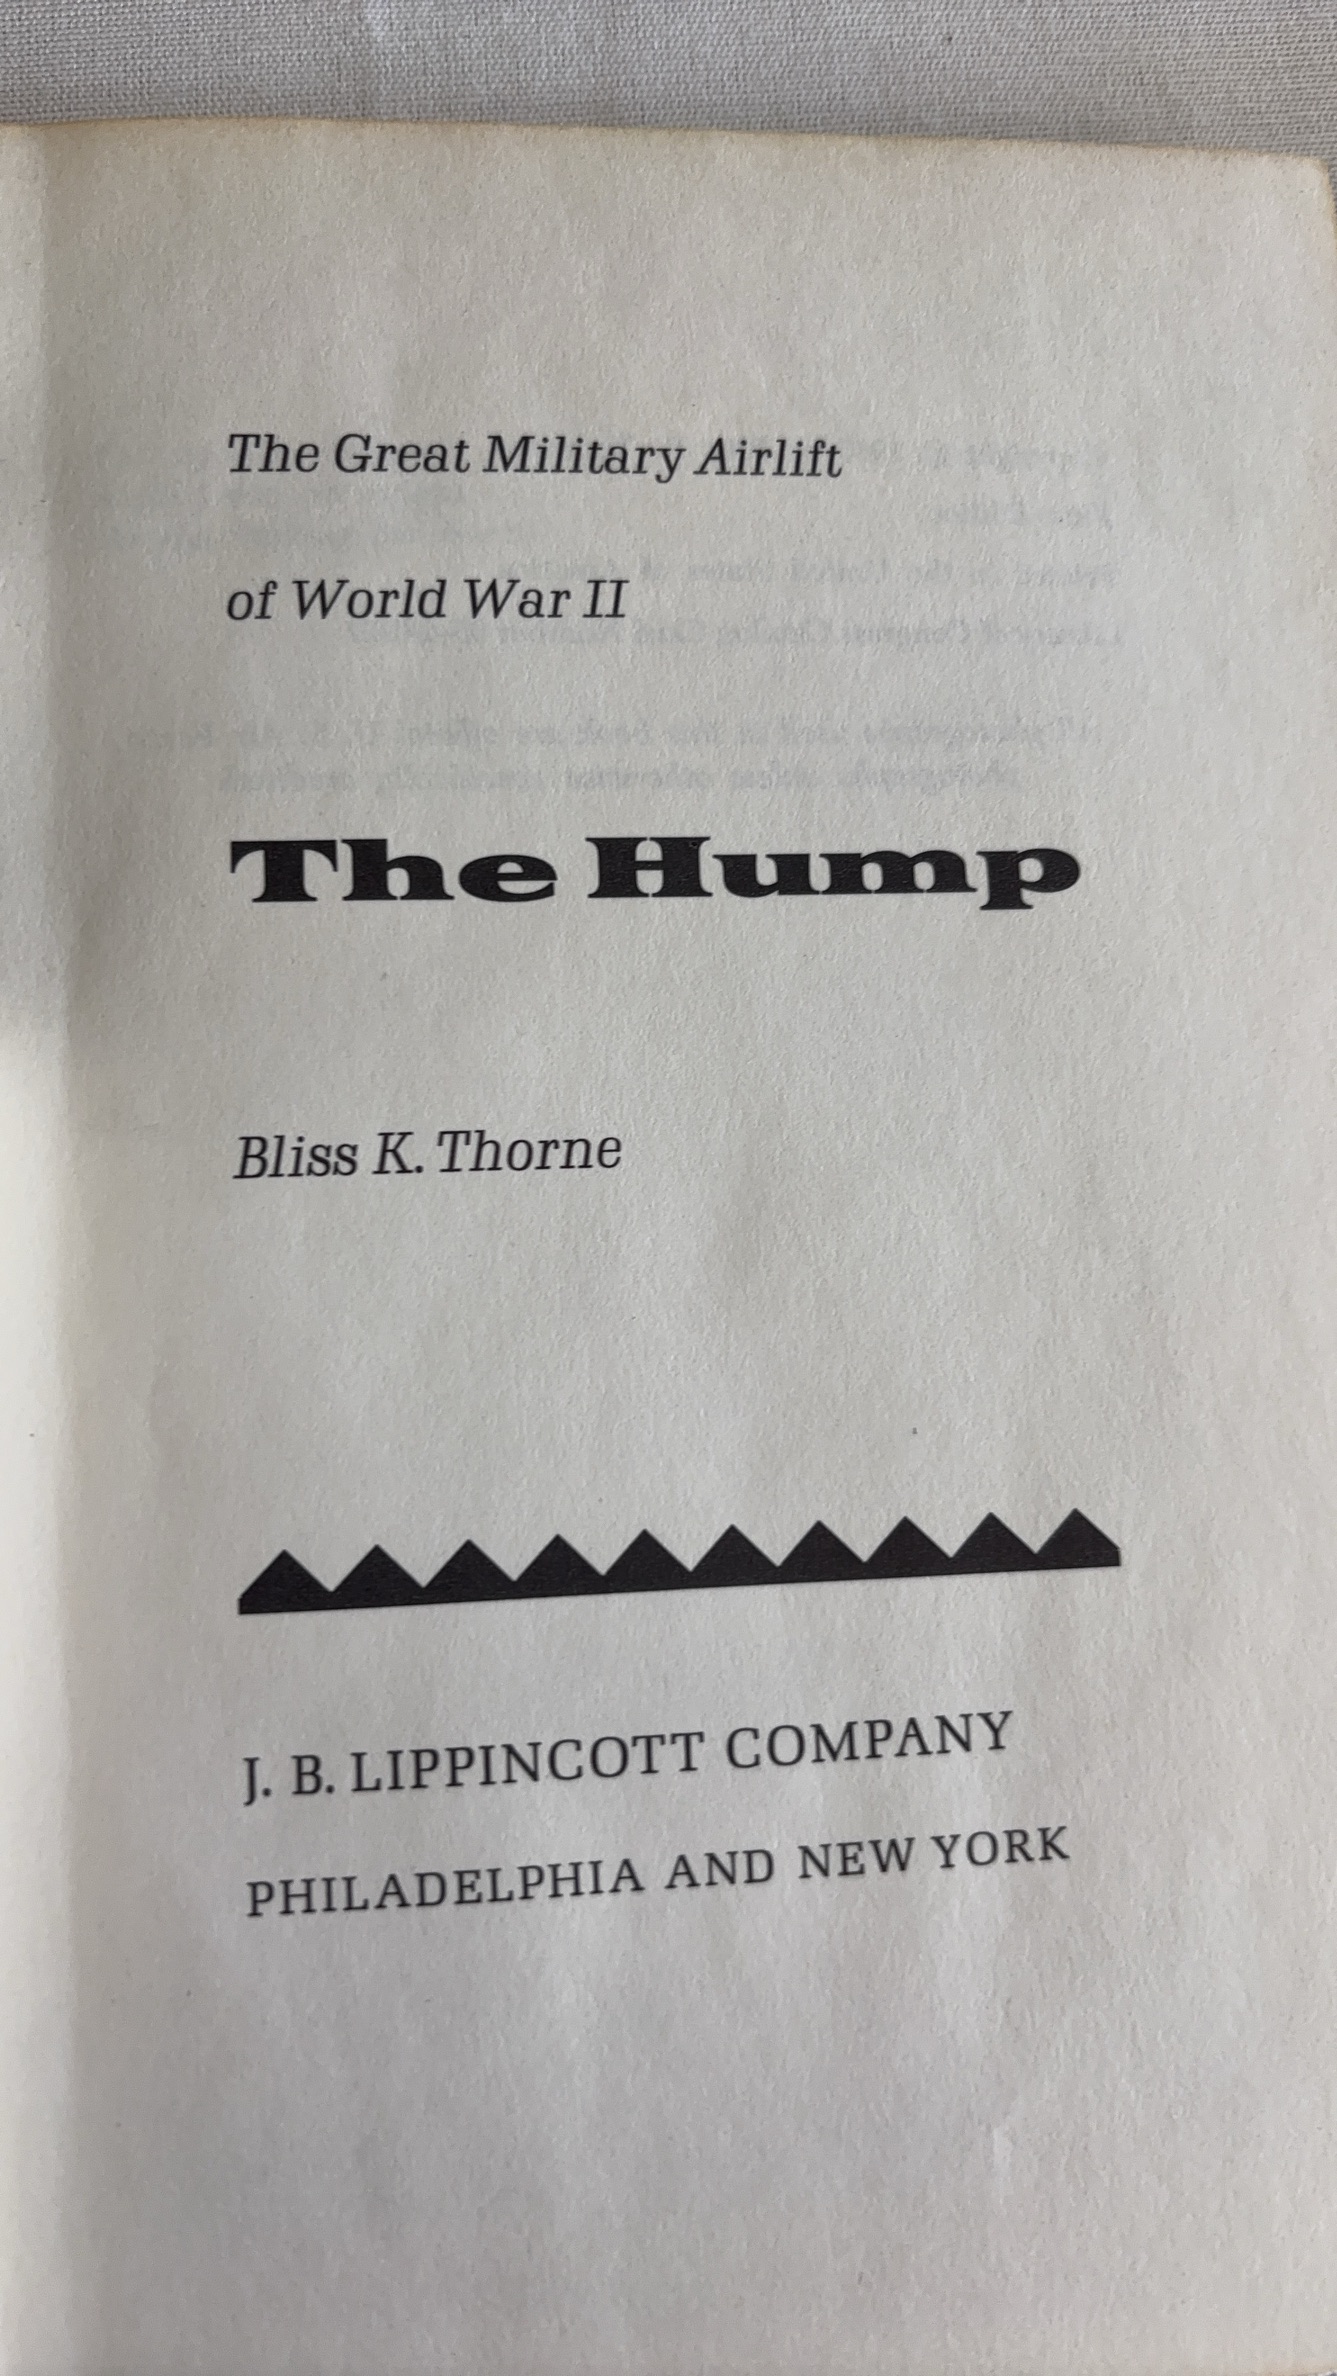 The Great Military Airlift
of World War II
The Hump
Bliss K. Thorne
J. B. LIPPINCOTT COMPANY
PHILADELPHIA AND NEW YORK